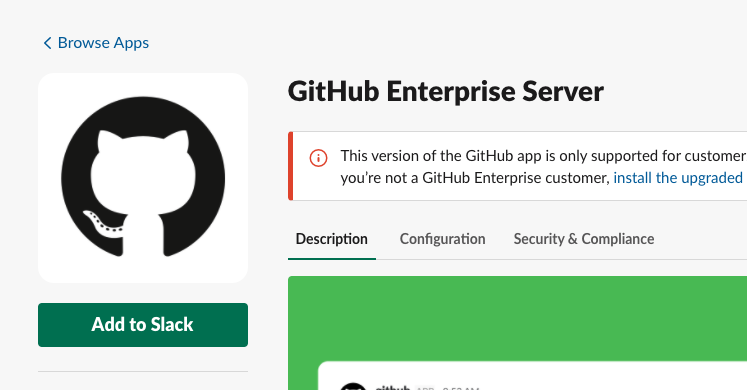 Browse Apps
GitHub Enterprise Server
This version of the GitHub app is only supported for customer
you're not a GitHub Enterprise customer, install the upgraded
Description Configuration Security & Compliance
Add to Slack
github